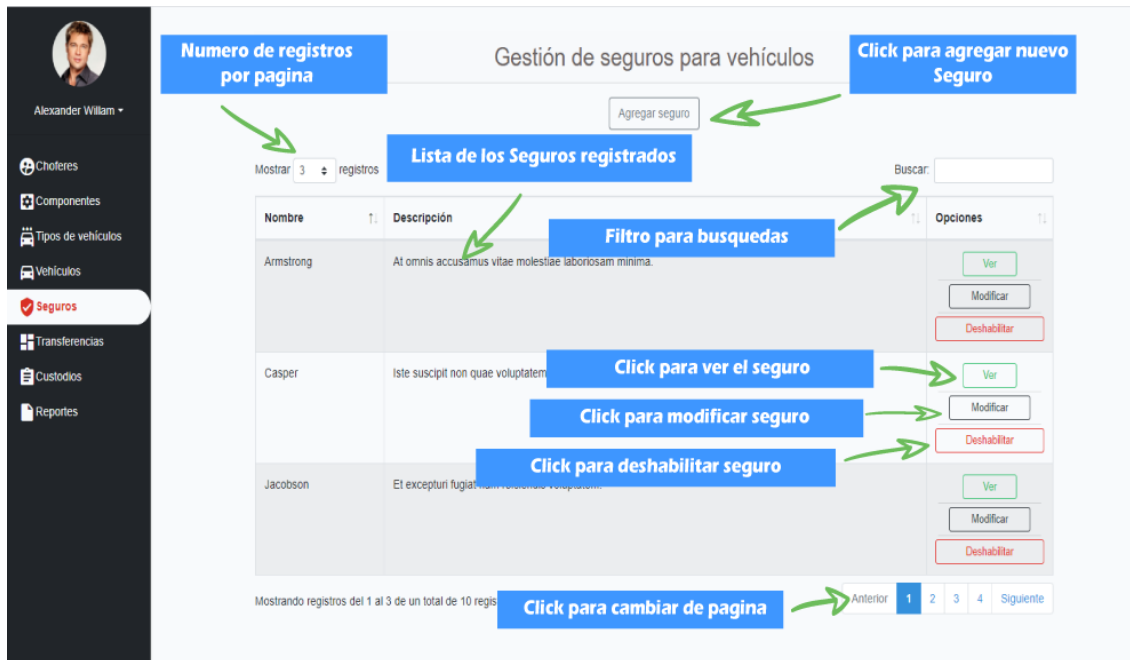 Numero de registros
por pagina
Gestión de seguros para vehículos
Click para agregar nuevo
Seguro
Alexander Willam
Agregar seguro
Lista de los Seguros registrados
Mostrar 3 registros
Buscar:
Choferes
Componentes
Tipos de vehículos
Vehículos
Seguros
Transferencias
Custodios
Reportes
Nombre Descripción Opciones
Filtro para busquedas
Armstrong At omnis accusamus vitae molestiae laboriosam minima.
Ver
Modificar
Deshabilitar
Casper Iste suscipit non quae voluptatem
Click para ver el seguro
Ver
Click para modificar seguro
Modificar
Deshabilitar
Click para deshabilitar seguro
Jacobson Et excepturi fugiat
Ver
Modificar
Deshabilitar
Mostrando registros del 1 al 3 de un total de 10
Click para cambiar de pagina
Anterior 1 2 3 4 Siguiente